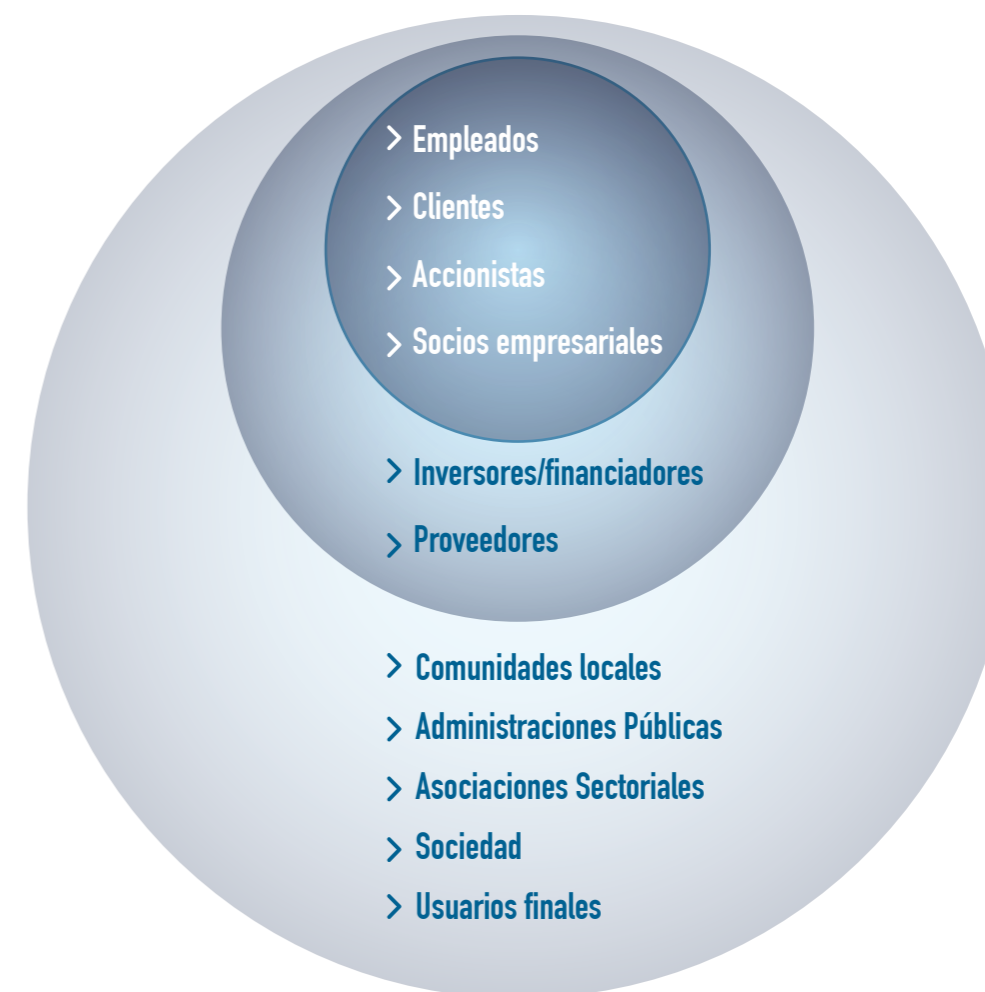 Empleados
Clientes
Accionistas
Socios empresariales
Inversores/financiadores
Proveedores
Comunidades locales
Administraciones Públicas
Asociaciones Sectoriales
Sociedad
Usuarios finales